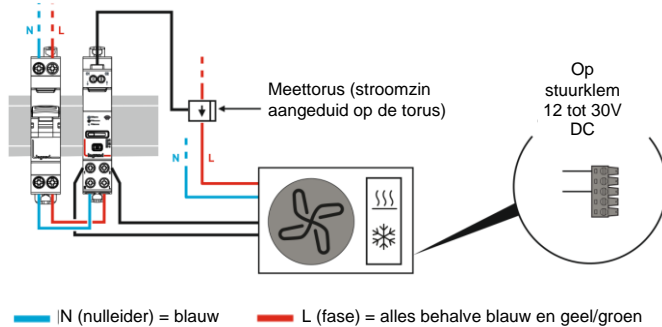 N L
Meettorus (stroomzin
aangeduid op de torus)
Op
stuurklem
12 tot 30V
DC
N L
N (nulleider) = blauw
L (fase) = alles behalve blauw en geel/groen